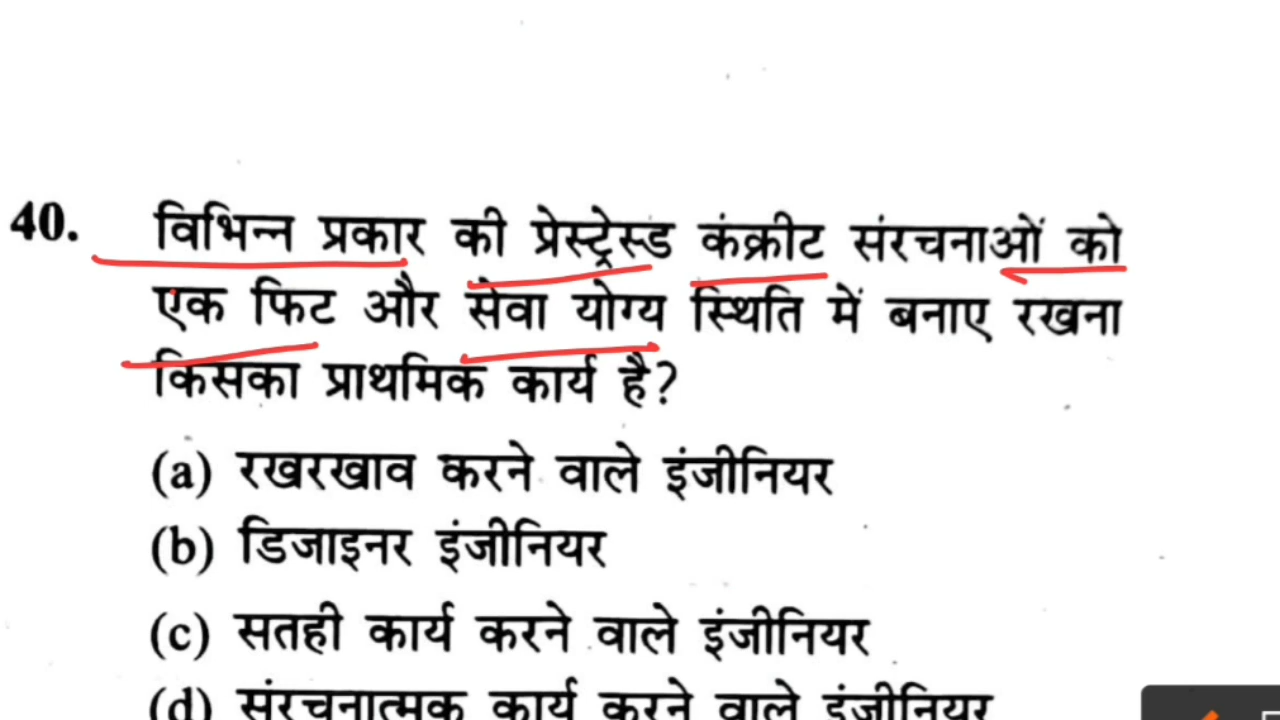 40. विभिन्न प्रकार की प्रेस्ट्रेस्ड कंक्रीट संरचनाओं को
एक फिट और सेवा योग्य स्थिति में बनाए रखना
किसका प्राथमिक कार्य है?
(a) रखरखाव करने वाले इंजीनियर
(b) डिजाइनर इंजीनियर
(c) सतही कार्य करने वाले इंजीनियर
(d) संरचनात्मक कार्य करने वाले इंजीनियर